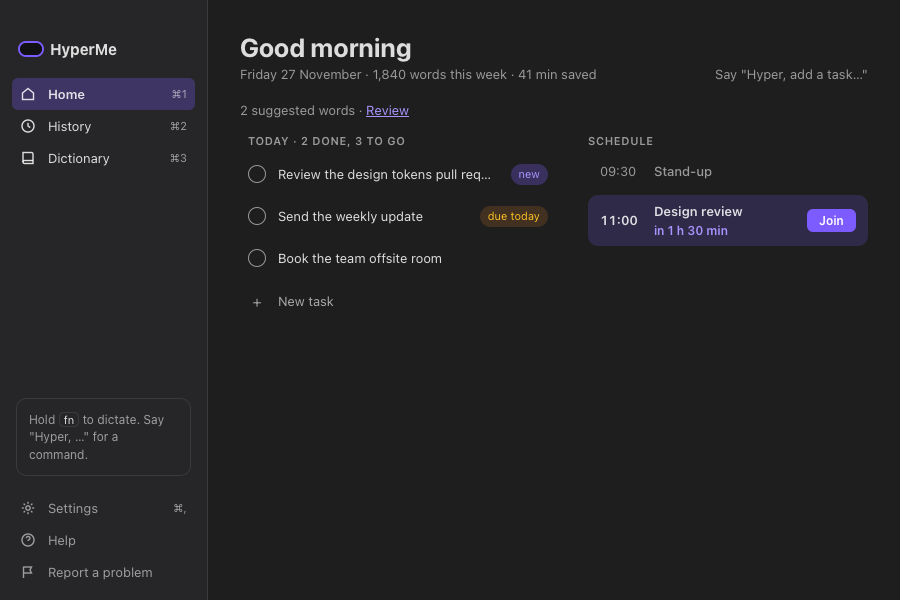 HyperMe
Home ⌘1
History ⌘2
Dictionary ⌘3
Hold fn to dictate. Say
"Hyper, ..." for a
command.
Settings ⌘,
Help
Report a problem
Good morning
Friday 27 November · 1,840 words this week · 41 min saved
Say "Hyper, add a task..."
2 suggested words · Review
TODAY · 2 DONE, 3 TO GO
Review the design tokens pull req... new
Send the weekly update due today
Book the team offsite room
+ New task
SCHEDULE
09:30 Stand-up
11:00 Design review
in 1 h 30 min
Join